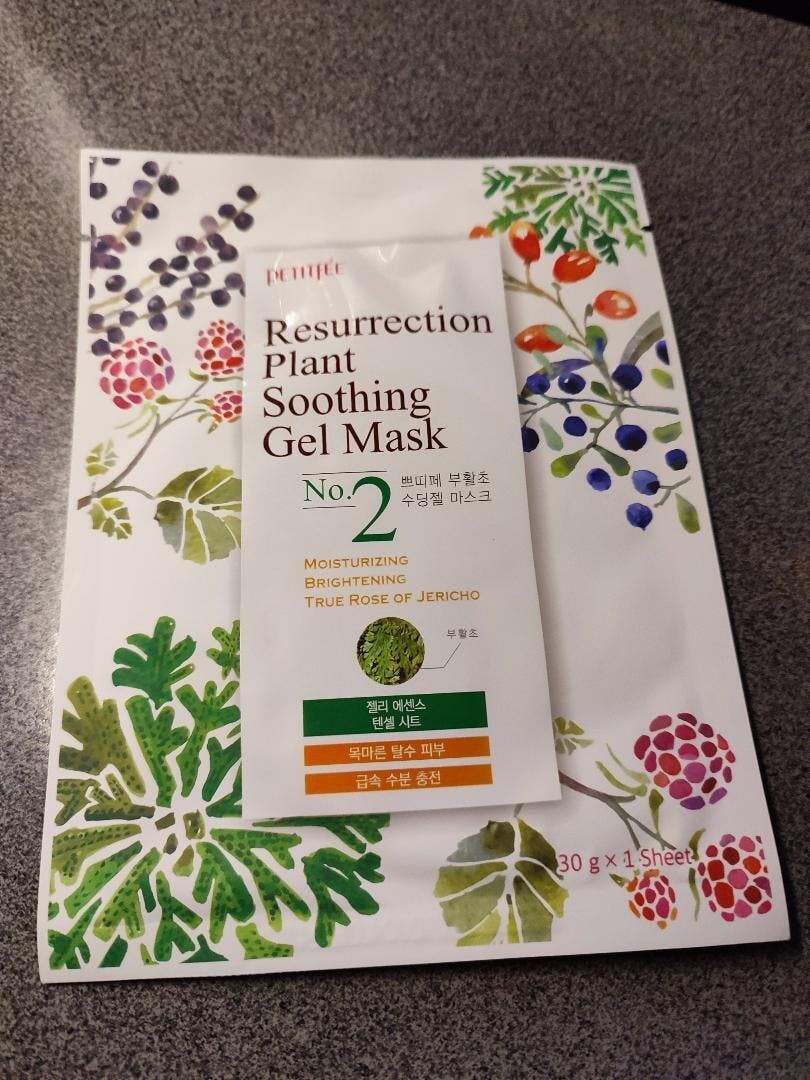 PETITFÉE
Resurrection
Plant
Soothing
Gel Mask
No.2
쁘띠페 부활초
수딩젤 마스크
MOISTURIZING
BRIGHTENING
TRUE ROSE OF JERICHO
부활초
젤리 에센스
텐셀 시트
목마른 탈수 피부
급속 수분 충전
30 g × 1 Sheet